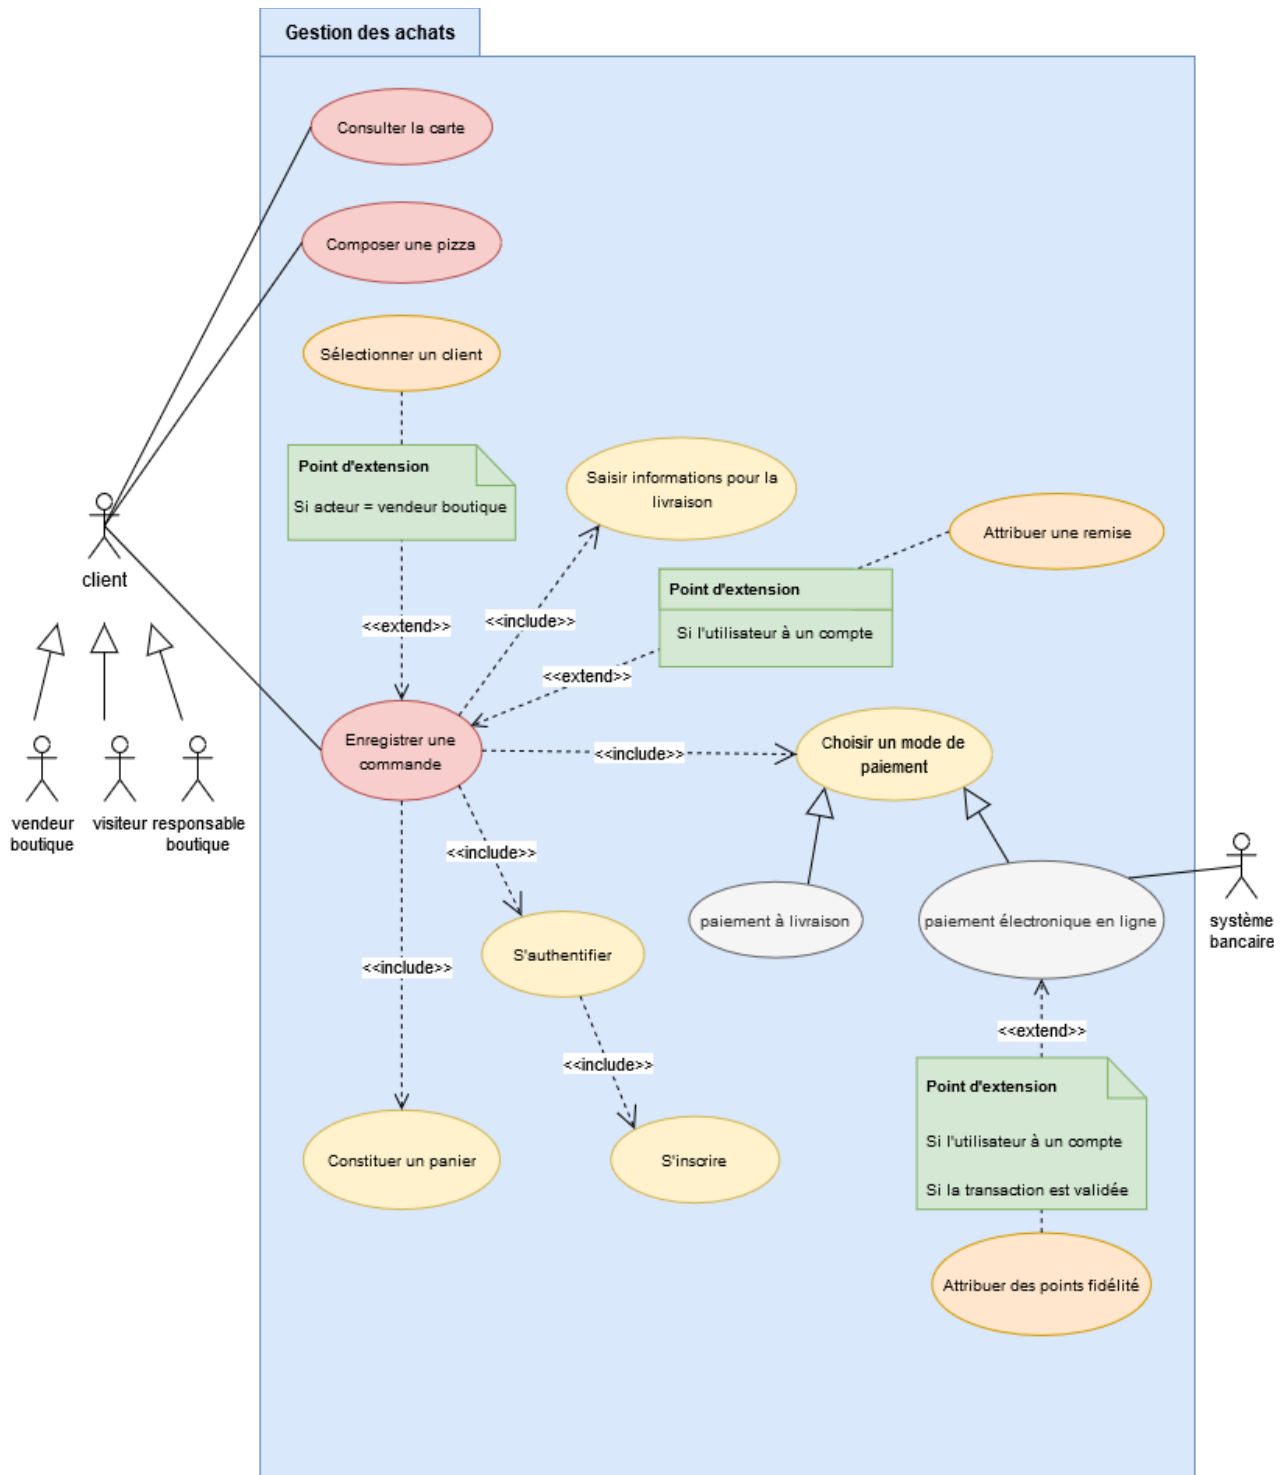 Gestion des achats
Consulter la carte
Composer une pizza
Sélectionner un client
Point d'extension
Si acteur = vendeur boutique
Saisir informations pour la
livraison
Attribuer une remise
Point d'extension
Si l'utilisateur à un compte
client
<<extend>>
<<include>>
<<extend>>
Enregistrer une
commande
<<include>>
Choisir un mode de
paiement
vendeur
boutique
visiteur
responsable
boutique
<<include>>
paiement à livraison
paiement électronique en ligne
système
bancaire
S'authentifier
<<include>>
<<extend>>
<<include>>
Point d'extension
Si l'utilisateur à un compte
Si la transaction est validée
Constituer un panier
S'inscrire
Attribuer des points fidélité